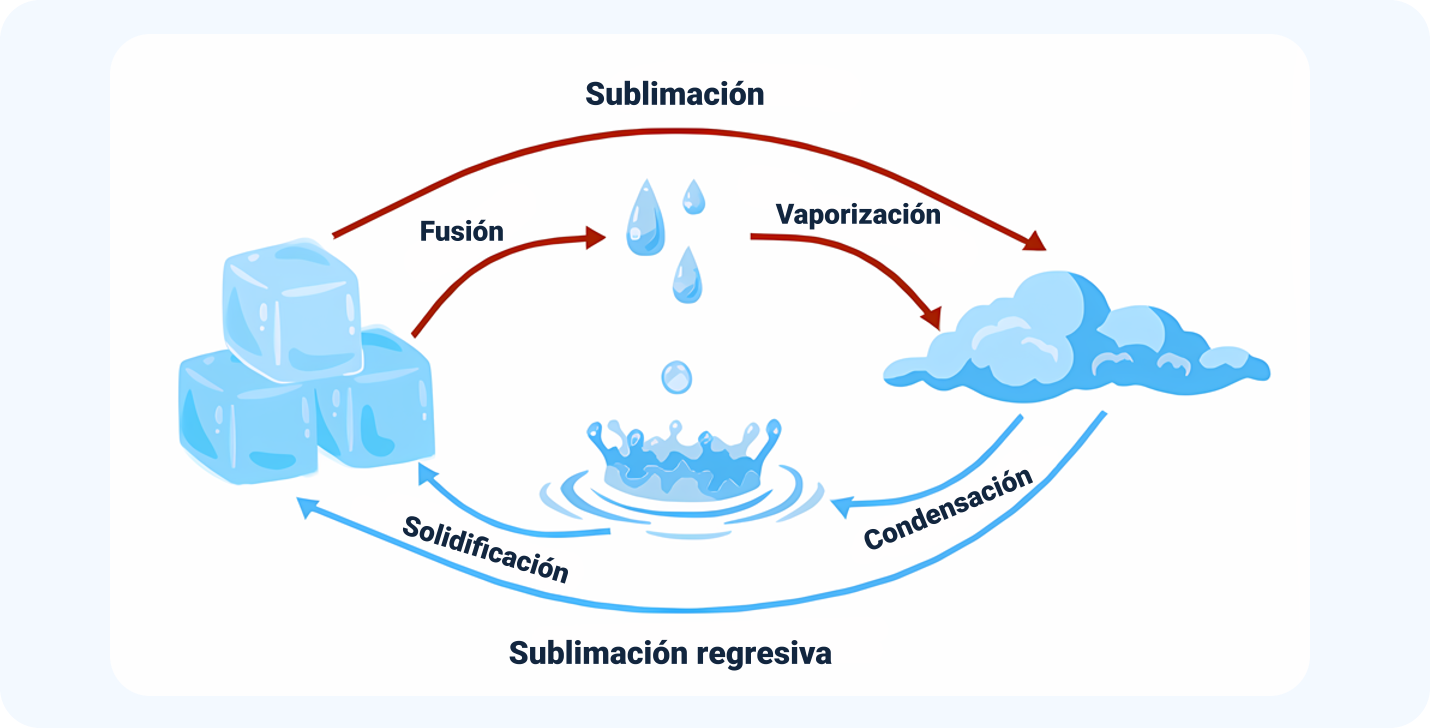 Sublimación
Vaporización
Fusión
Condensación
Solidificación
Sublimación regresiva